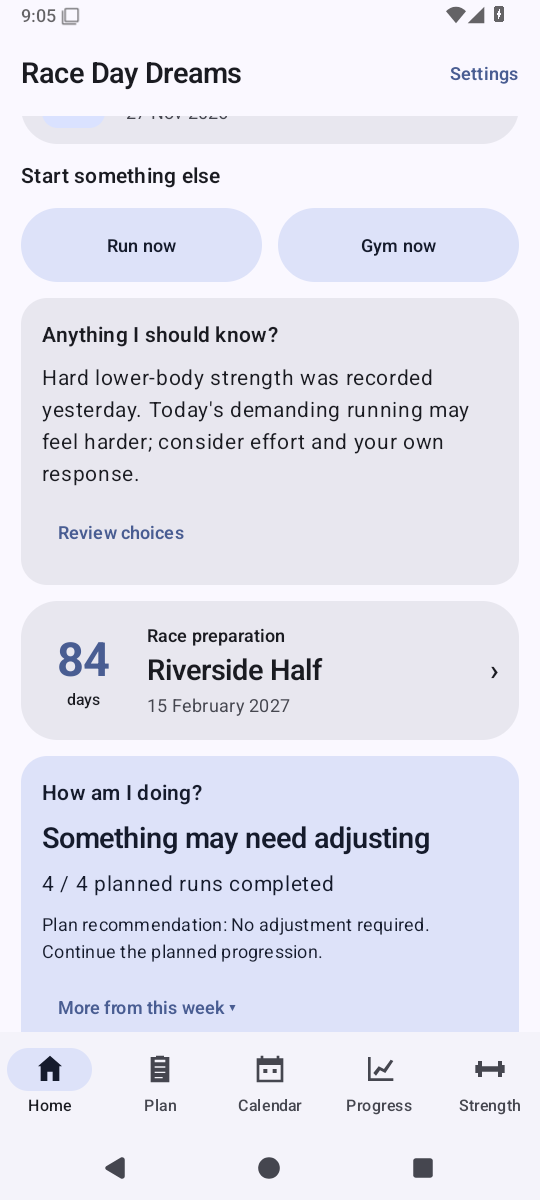 9:05
Race Day Dreams
Settings
Start something else
Run now
Gym now
Anything I should know?
Hard lower-body strength was recorded
yesterday. Today's demanding running may
feel harder; consider effort and your own
response.
Review choices
84
days
Race preparation
Riverside Half
15 February 2027
How am I doing?
Something may need adjusting
4 / 4 planned runs completed
Plan recommendation: No adjustment required.
Continue the planned progression.
More from this week
Home
Plan
Calendar
Progress
Strength